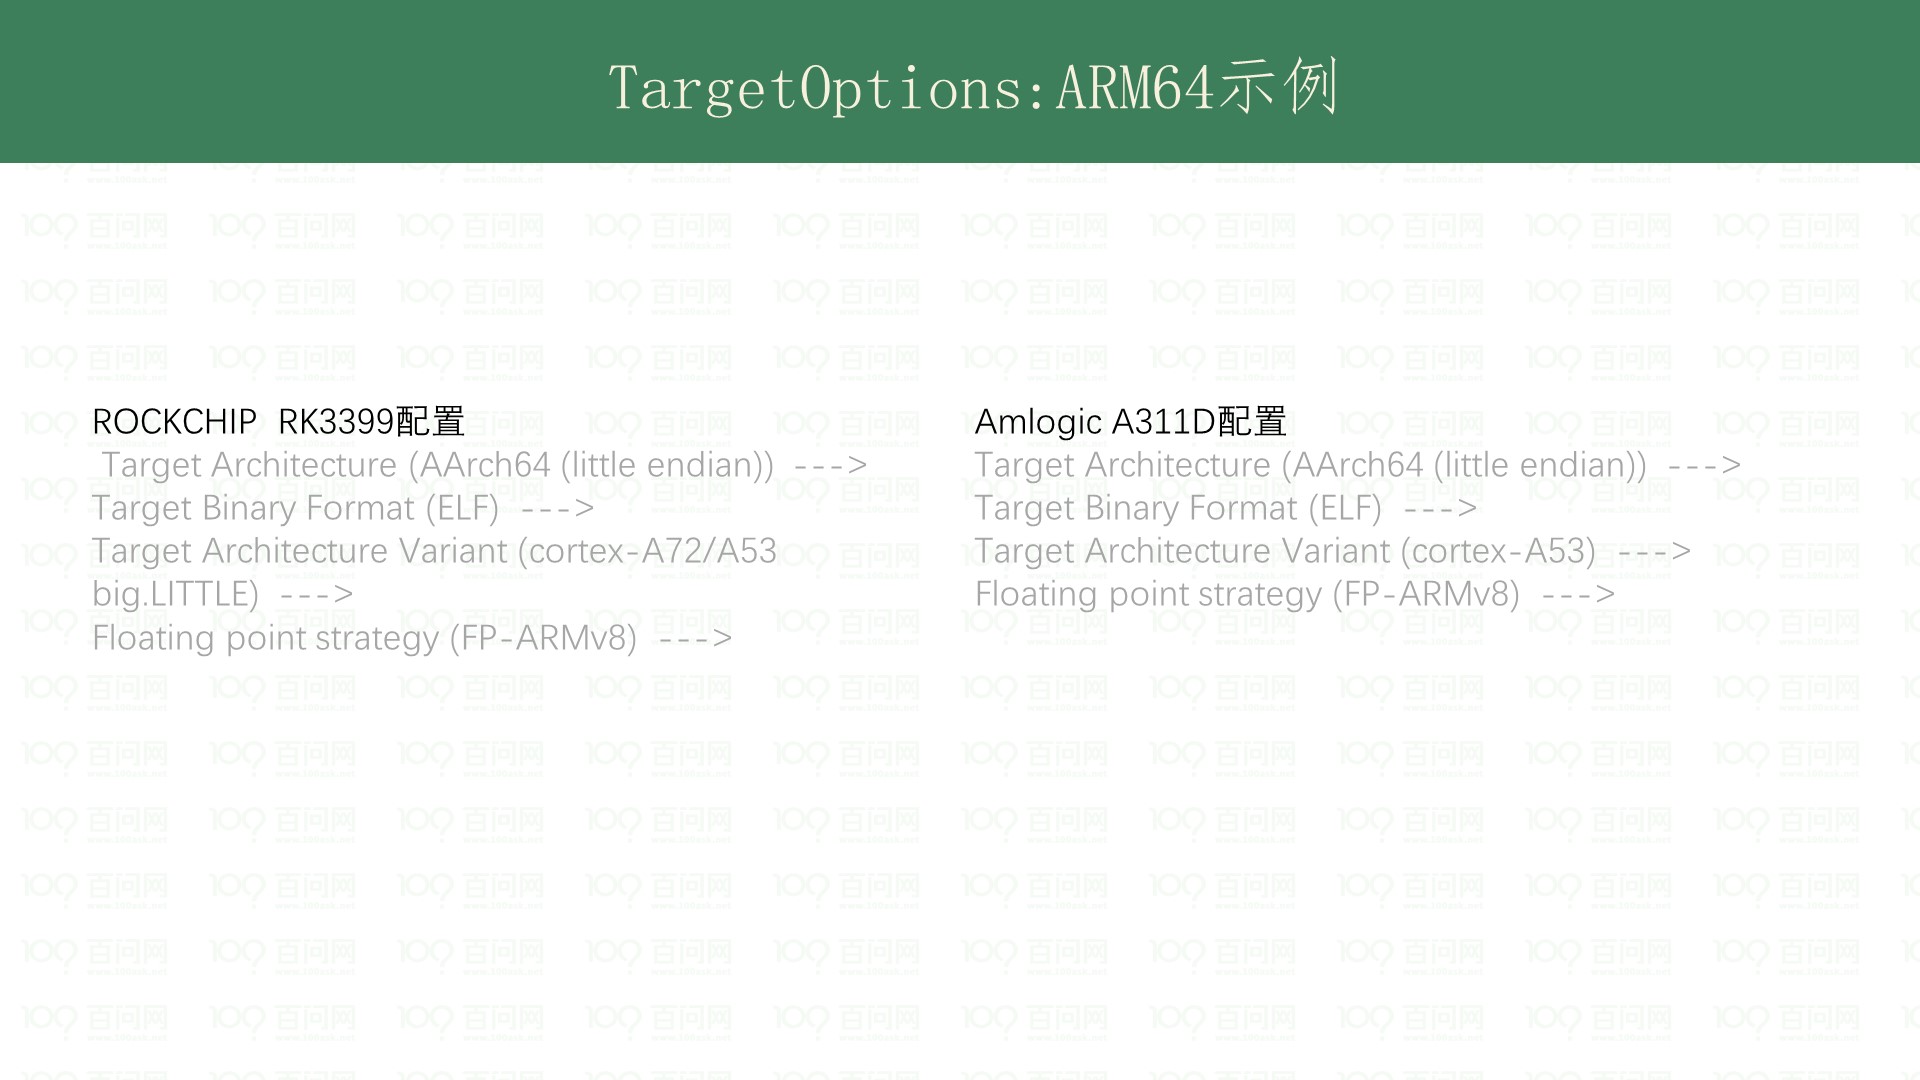 TargetOptions:ARM64示例
ROCKCHIP  RK3399配置
Target Architecture (AArch64 (little endian))  --->
Target Binary Format (ELF)  --->
Target Architecture Variant (cortex-A72/A53
big.LITTLE)  --->
Floating point strategy (FP-ARMv8)  --->
Amlogic A311D配置
Target Architecture (AArch64 (little endian))  --->
Target Binary Format (ELF)  --->
Target Architecture Variant (cortex-A53)  --->
Floating point strategy (FP-ARMv8)  --->